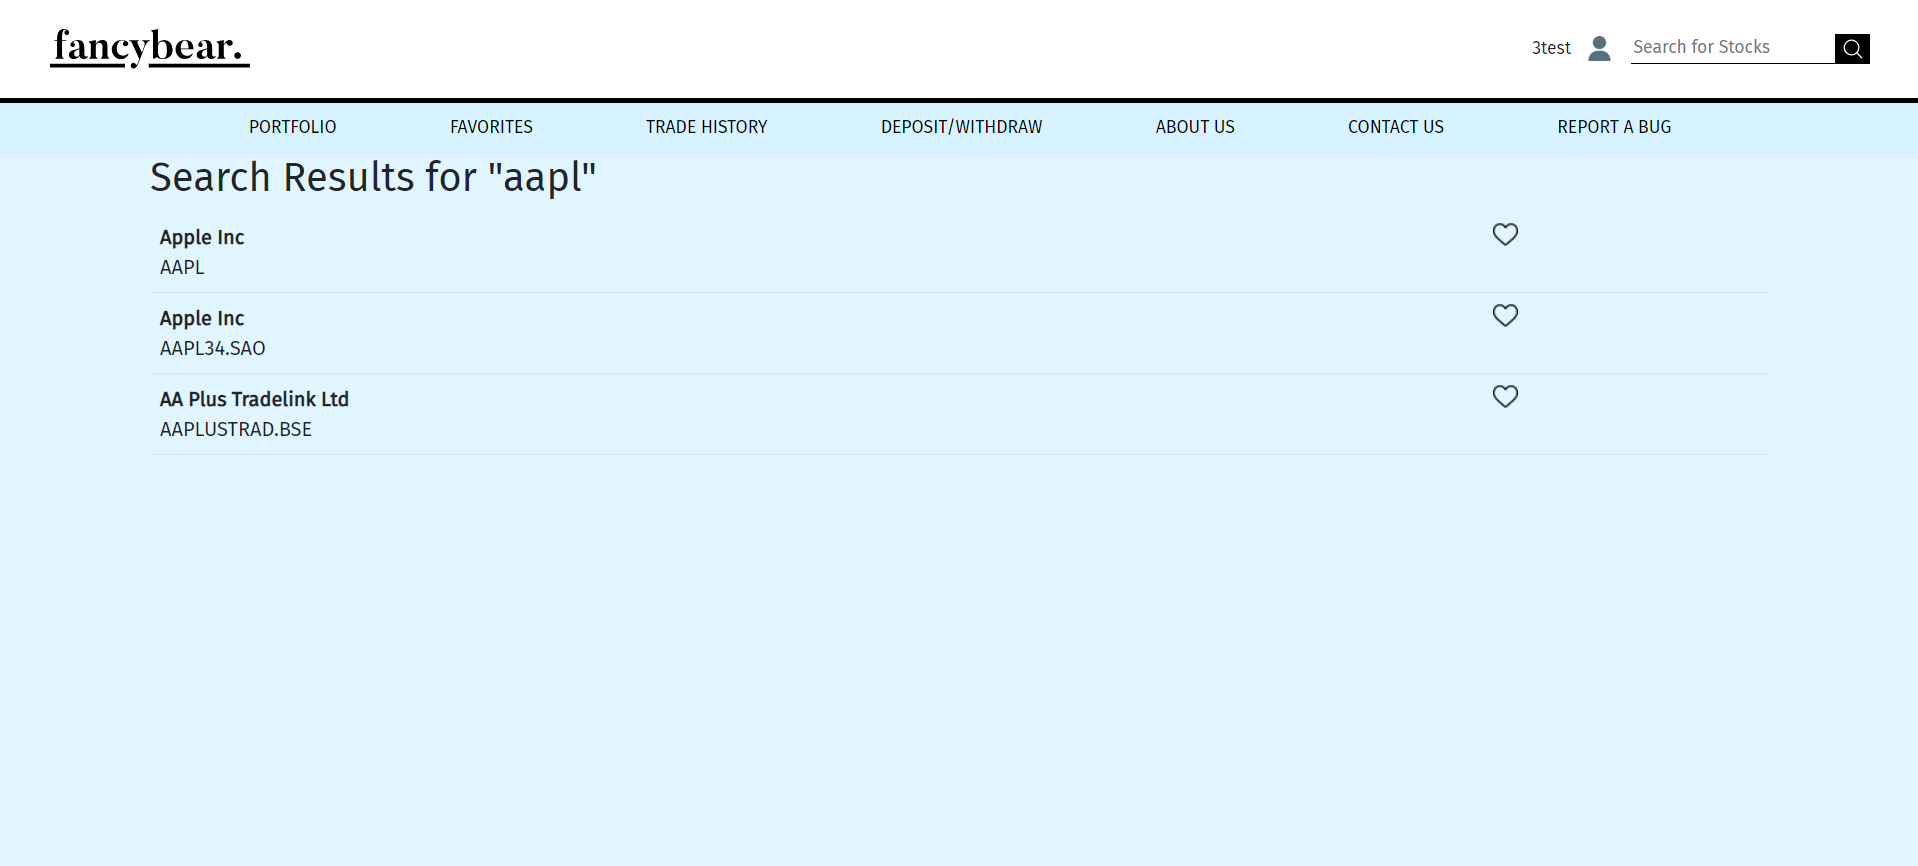 fancybear.
3test
Search for Stocks
PORTFOLIO
FAVORITES
TRADE HISTORY
DEPOSIT/WITHDRAW
ABOUT US
CONTACT US
REPORT A BUG
Search Results for "aapl"
Apple Inc
AAPL
Apple Inc
AAPL34.SAO
AA Plus Tradelink Ltd
AAPLUSTRAD.BSE